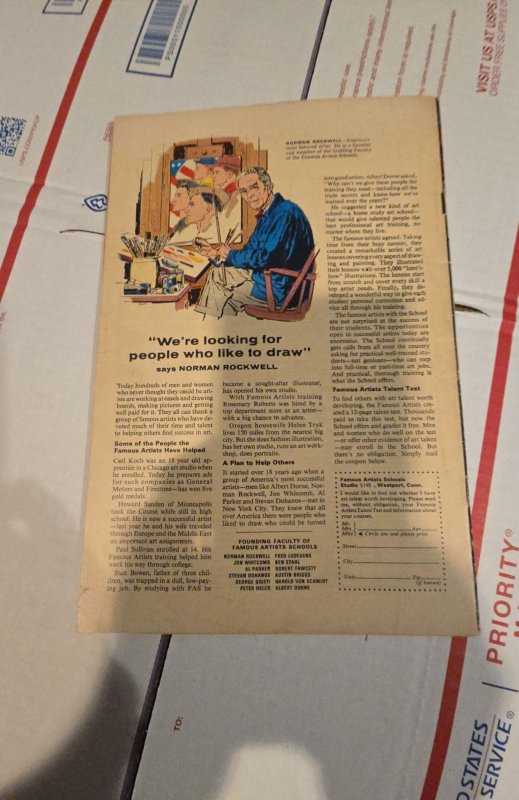 NORMAN ROCKWELL—America's
most beloved artist. He is a founder
and member of the Guiding Faculty
of the Famous Artists Schools.
"We're looking for
people who like to draw"
says NORMAN ROCKWELL
Today hundreds of men and women
who never thought they could be art-
ists are working at easels and drawing
boards, making pictures and getting
well paid for it. They all can thank a
group of famous artists who have de-
voted much of their time and talent
to helping others find success in art.
Some of the People the
Famous Artists Have Helped
Carl Koch was an 18 year old ap-
prentice in a Chicago art studio when
he enrolled. Today he prepares ads
for such companies as General
Motors and Firestone—has won five
gold medals.
Howard Sanden of Minneapolis
took the Course while still in high
school. He is now a successful artist
—last year he and his wife traveled
through Europe and the Middle East
on important art assignments.
Paul Sullivan enrolled at 14. His
Famous Artists training helped him
work his way through college.
Stan Bowen, father of three chil-
dren, was trapped in a dull, low-pay-
ing job. By studying with FAS he
became a sought-after illustrator,
has opened his own studio.
With Famous Artists training
Rosemary Roberts was hired by a
top department store as an artist—
with a big chance to advance.
Oregon housewife Helen Tryk
lives 150 miles from the nearest big
city. But she does fashion illustration,
has her own studio, runs an art work-
shop, does portraits.
A Plan to Help Others
It started over 18 years ago when a
group of America's most successful
artists—men like Albert Dorne, Nor-
man Rockwell, Jon Whitcomb, Al
Parker and Stevan Dohanos—met in
New York City. They knew that all
over America there were people who
liked to draw who could be turned
FOUNDING FACULTY OF
FAMOUS ARTISTS SCHOOLS
NORMAN ROCKWELL FRED LUDEKENS
JON WHITCOMB BEN STAHL
AL PARKER ROBERT FAWCETT
STEVAN DOHANOS AUSTIN BRIGGS
GEORGE GIUSTI HAROLD VON SCHMIDT
PETER HELCK ALBERT DORNE
into good artists. Albert Dorne asked,
"Why can't we give these people the
training they need—including all the
trade secrets and know-how we've
learned over the years?"
He suggested a new kind of art
school—a home study art school—
that would give talented people the
best professional art training, no
matter where they live.
The famous artists agreed. Taking
time from their busy careers, they
created a remarkable series of art
lessons covering every aspect of draw-
ing and painting. They illustrated
their lessons with over 5,000 "here's-
how" illustrations. The lessons start
from scratch and cover every skill a
top artist needs. Finally, they de-
veloped a wonderful way to give each
student personal correction and ad-
vice all through his training.
The famous artists with the School
are not surprised at the success of
their students. The opportunities
open to successful artists today are
enormous. The School continually
gets calls from all over the country
asking for practical well-trained stu-
dents—not geniuses—who can step
into full-time or part-time art jobs.
And practical, thorough training is
what the School offers.
Famous Artists Talent Test
To find others with art talent worth
developing, the Famous Artists cre-
ated a 12-page talent test. Thousands
paid to take this test, but now the
School offers and grades it free. Men
and women who do well on the test
—or offer other evidence of art talent
—may enroll in the School. But
there's no obligation. Simply mail
the coupon below.
Famous Artists Schools
Studio 5149, Westport, Conn.
I would like to find out whether I have
art talent worth developing. Please send
me, without obligation, your Famous
Artists Talent Test and information about
your courses.
Mr.
Mrs. Age
Miss Circle one and please print
Street
City
State Zip
(if known)
VISIT US AT USPS
ORDER FREE SUPPLIES
PRIORITY®
STATES
SERVICE®
TO: